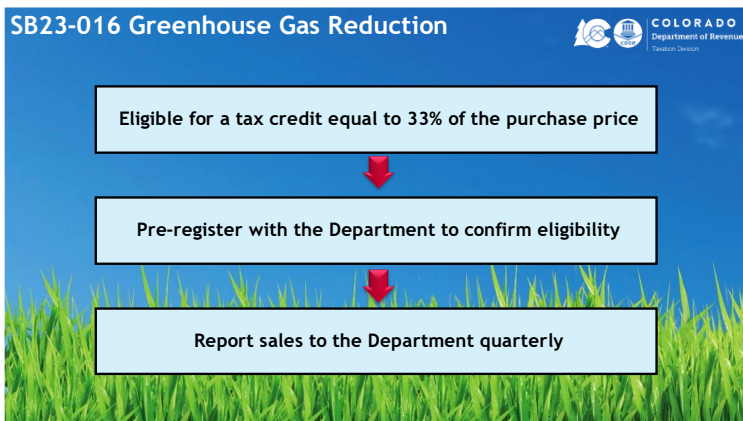 SB23-016 Greenhouse Gas Reduction
COLORADO
Department of Revenue
Taxation Division
CDOR
Eligible for a tax credit equal to 33% of the purchase price
Pre-register with the Department to confirm eligibility
Report sales to the Department quarterly